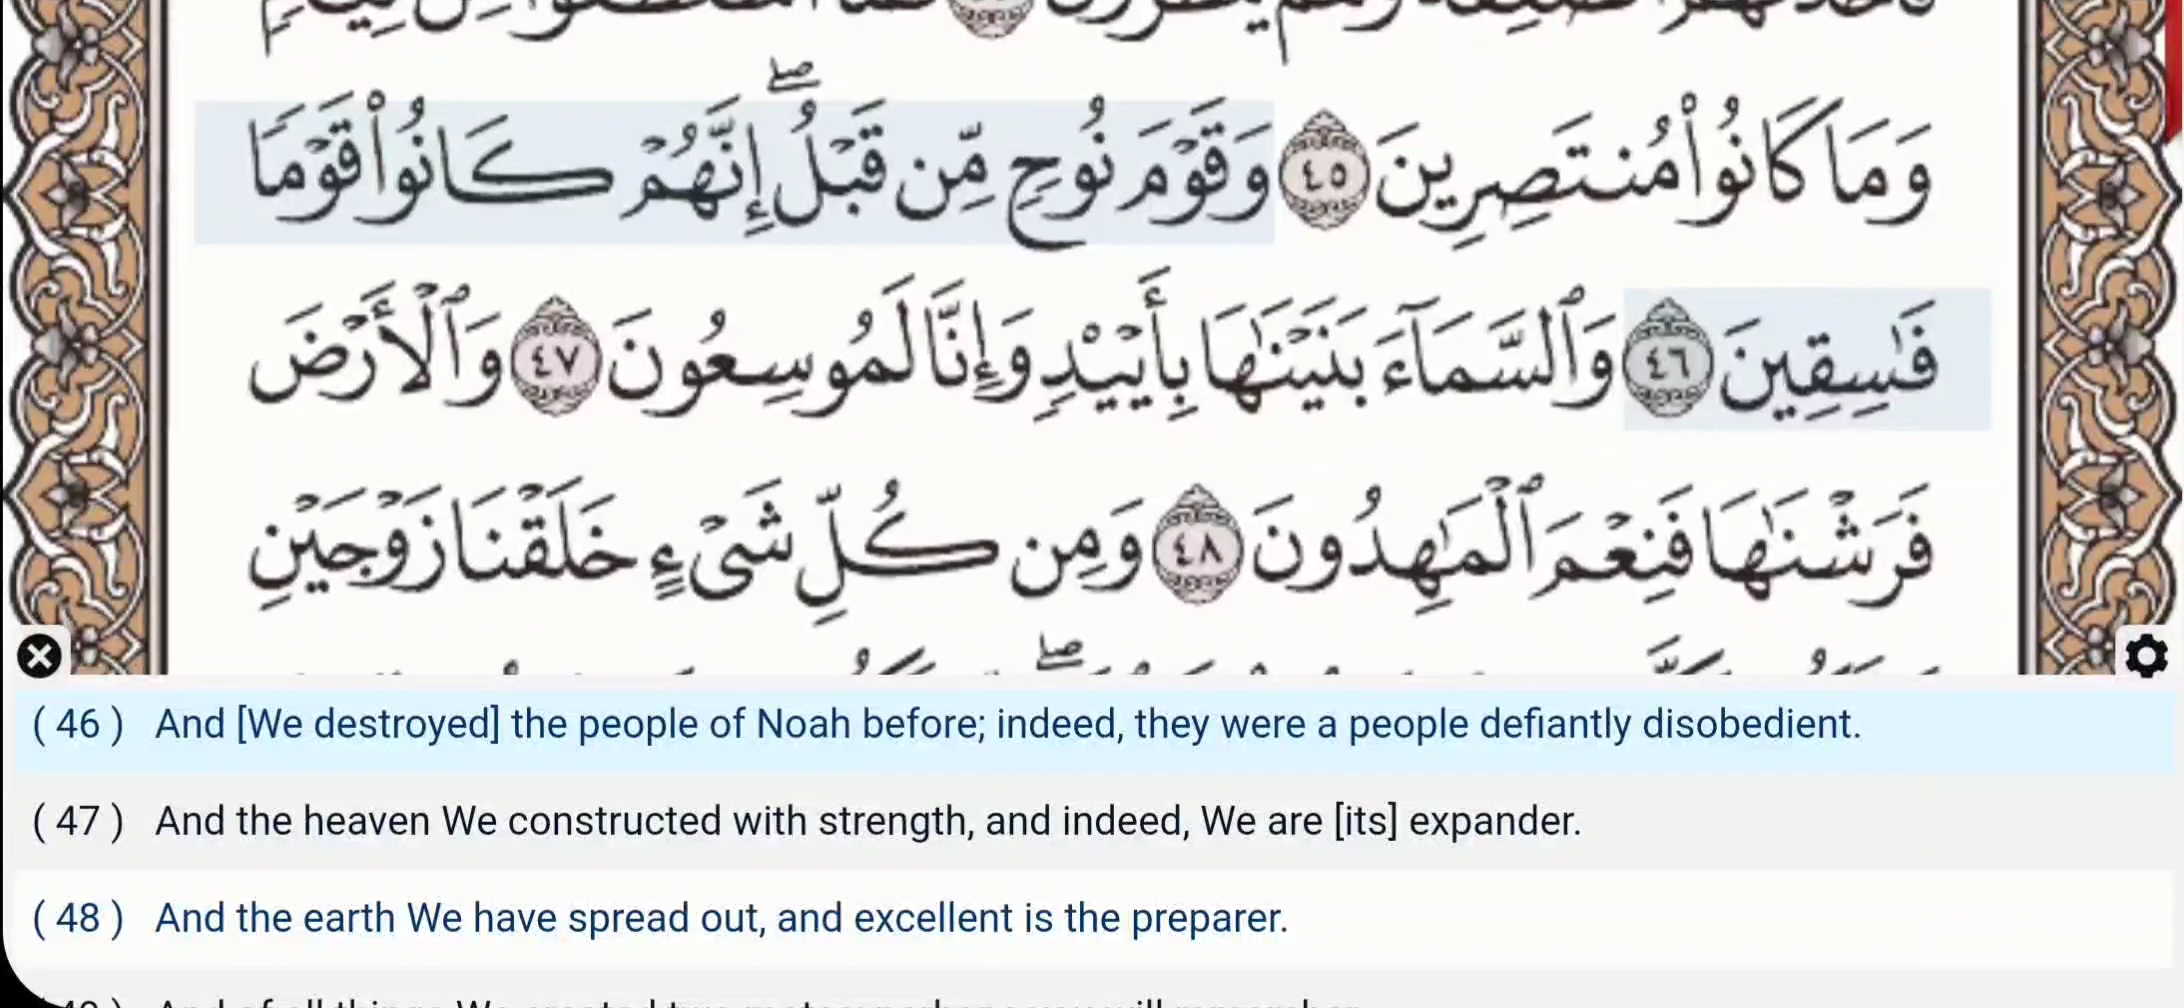 وَمَا كَانُوا۟ مُنتَصِرِينَ ٤٥ وَقَوْمَ نُوحٍ مِّن قَبْلُ ۖ إِنَّهُمْ كَانُوا۟ قَوْمًا
فَـٰسِقِينَ ٤٦ وَٱلسَّمَآءَ بَنَيْنَـٰهَا بِأَيْي۟دٍ وَإِنَّا لَمُوسِعُونَ ٤٧ وَٱلْأَرْضَ
فَرَشْنَـٰهَا فَنِعْمَ ٱلْمَـٰهِدُونَ ٤٨ وَمِن كُلِّ شَىْءٍ خَلَقْنَا زَوْجَيْنِ
( 46 ) And [We destroyed] the people of Noah before; indeed, they were a people defiantly disobedient.
( 47 ) And the heaven We constructed with strength, and indeed, We are [its] expander.
( 48 ) And the earth We have spread out, and excellent is the preparer.